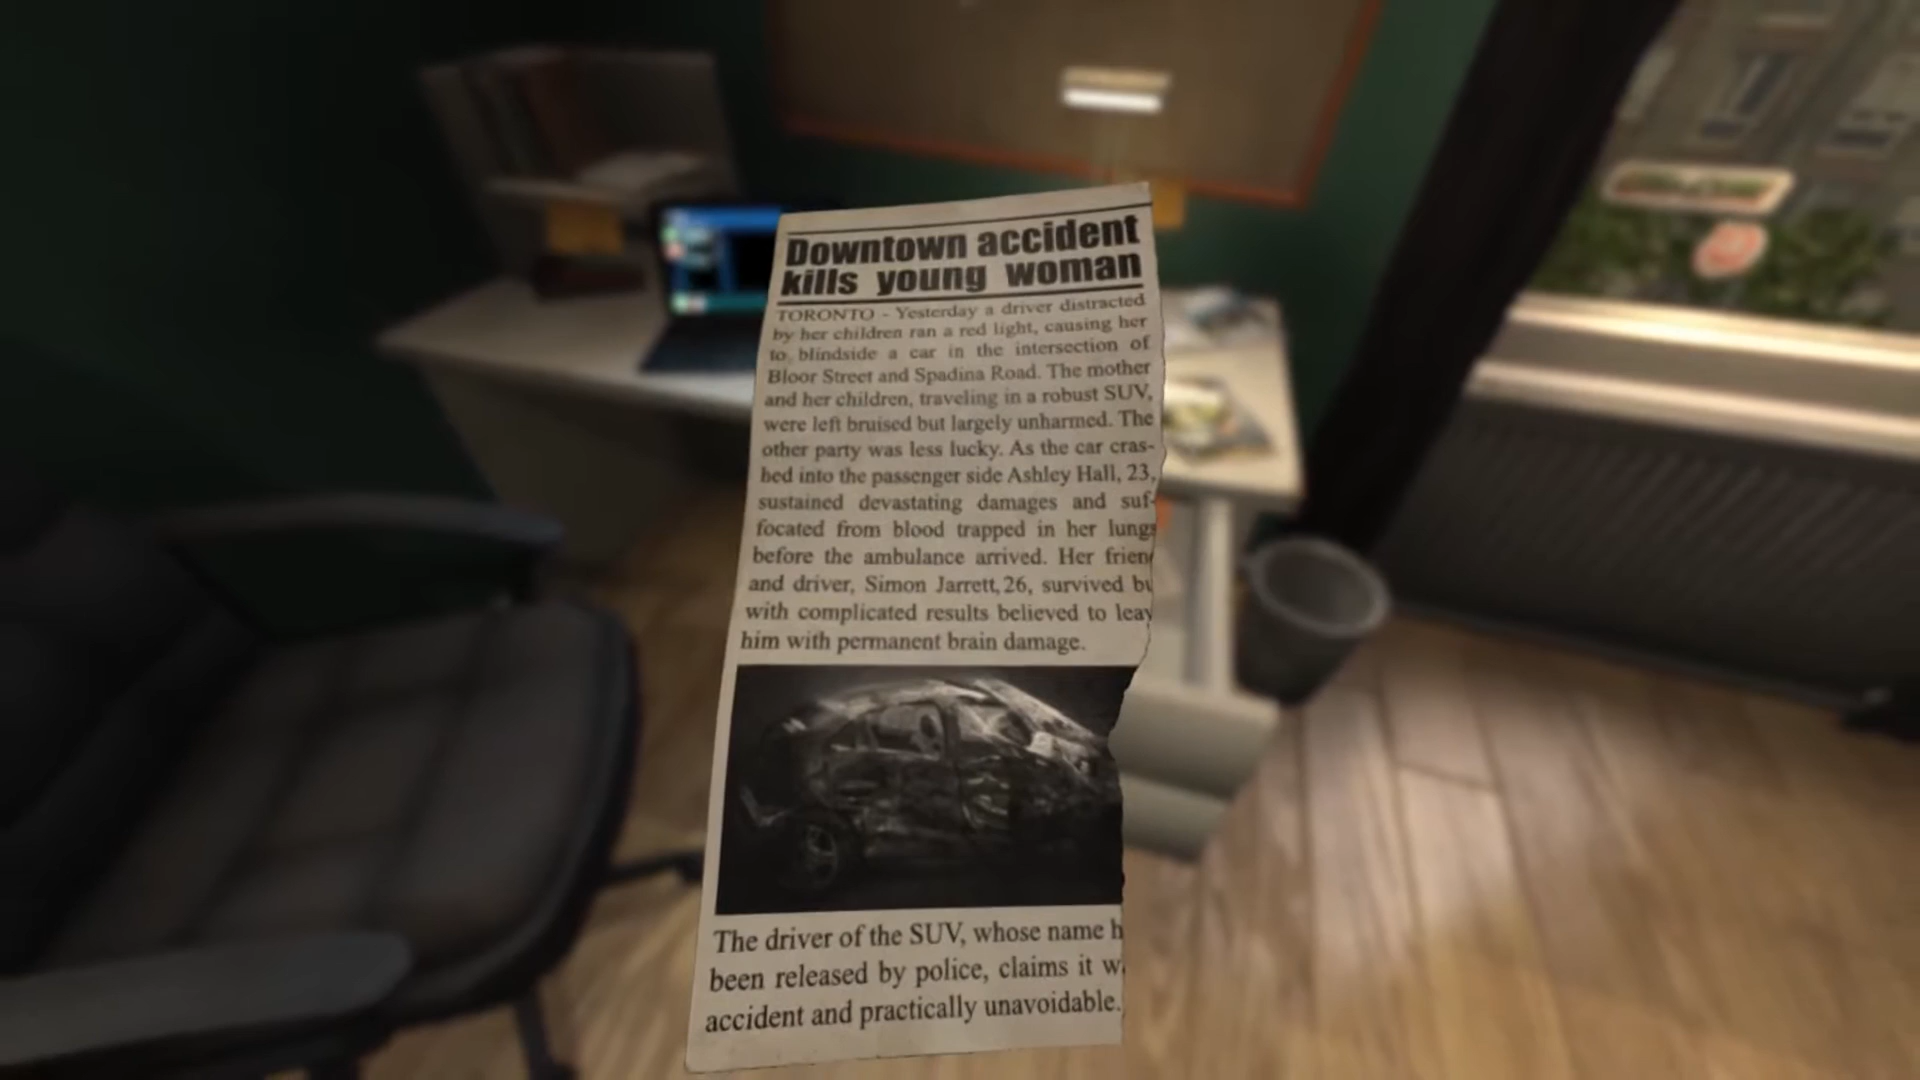 Downtown accident
kills young woman
TORONTO - Yesterday a driver distracted
by her children ran a red light, causing her
to blindside a car in the intersection of
Bloor Street and Spadina Road. The mother
and her children, traveling in a robust SUV,
were left bruised but largely unharmed. The
other party was less lucky. As the car cras-
hed into the passenger side Ashley Hall, 23,
sustained devastating damages and suf-
focated from blood trapped in her lungs
before the ambulance arrived. Her frien
and driver, Simon Jarrett, 26, survived bu
with complicated results believed to leav
him with permanent brain damage.
The driver of the SUV, whose name h
been released by police, claims it w
accident and practically unavoidable.